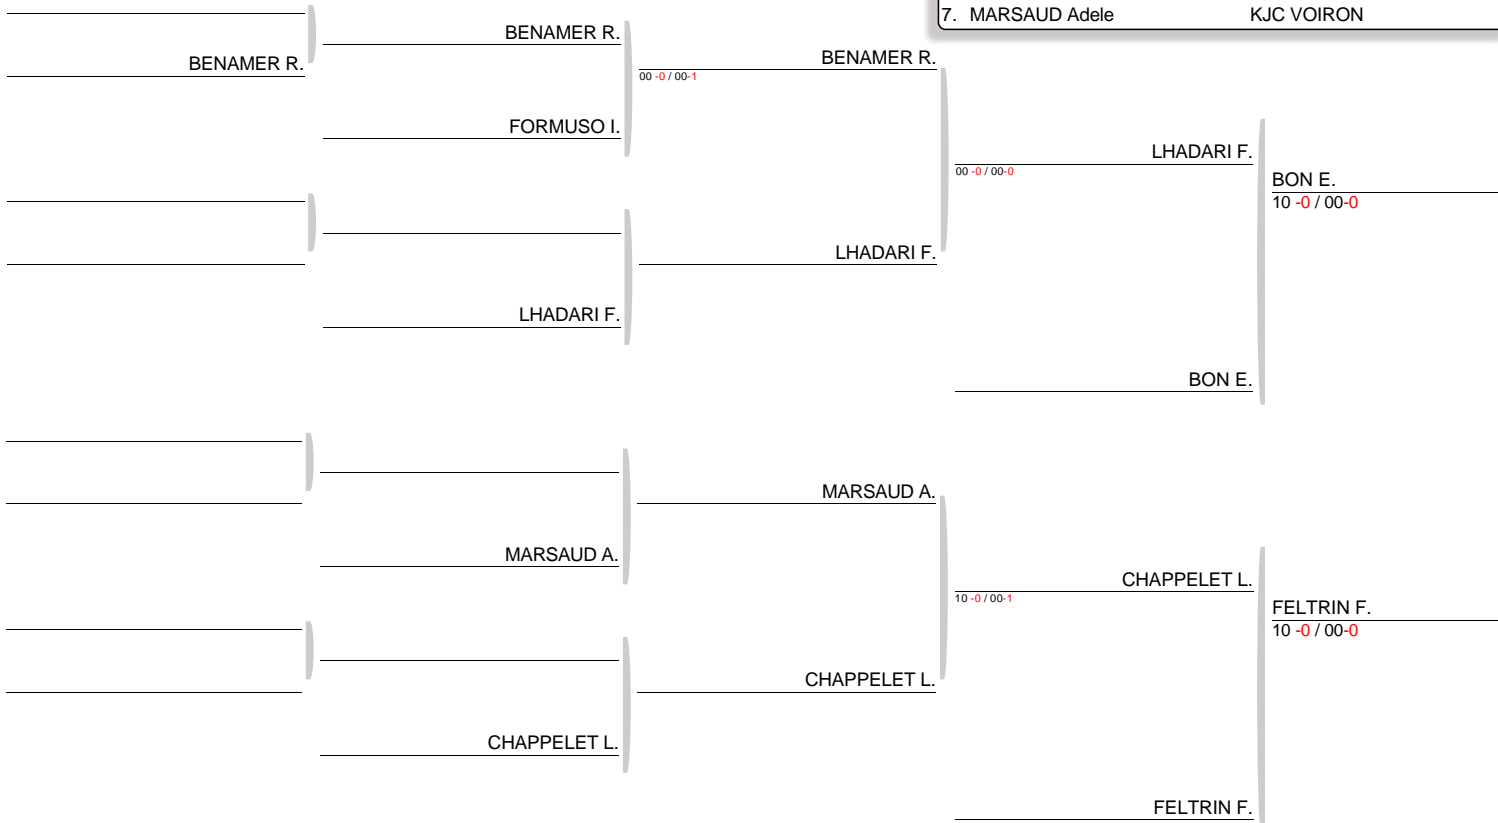 7. MARSAUD Adele KJC VOIRON
BENAMER R.
BENAMER R.
BENAMER R.
00 -0 / 00-1
FORMUSO I.
LHADARI F.
00 -0 / 00-0
BON E.
10 -0 / 00-0
LHADARI F.
LHADARI F.
BON E.
MARSAUD A.
MARSAUD A.
CHAPPELET L.
10 -0 / 00-1
FELTRIN F.
10 -0 / 00-0
CHAPPELET L.
CHAPPELET L.
FELTRIN F.